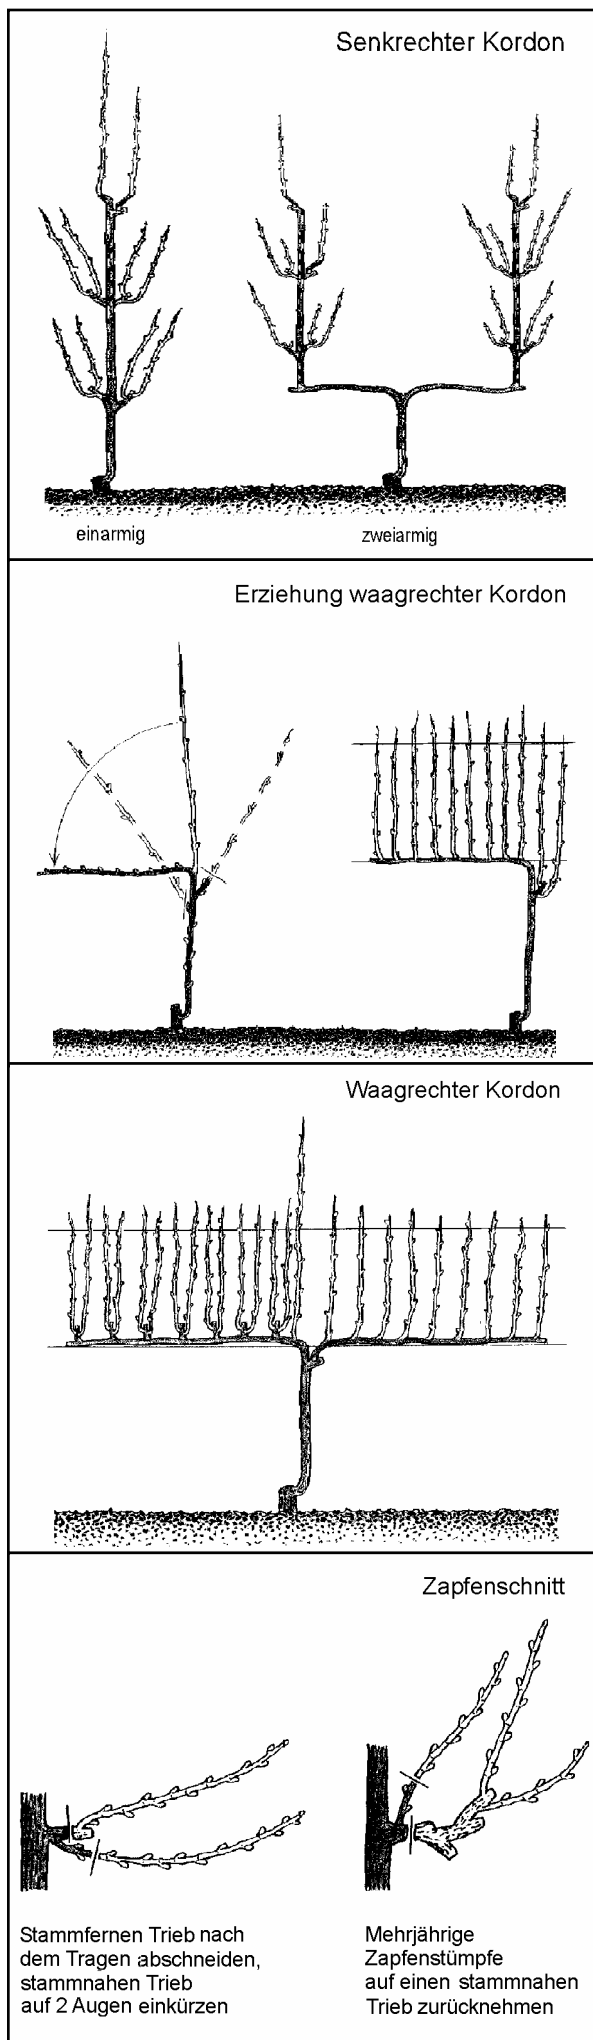 Senkrechter Kordon
einarmig
zweiarmig
Erziehung waagrechter Kordon
Waagrechter Kordon
Zapfenschnitt
Stammfernen Trieb nach
dem Tragen abschneiden,
stammnahen Trieb
auf 2 Augen einkürzen
Mehrjährige
Zapfenstümpfe
auf einen stammnahen
Trieb zurücknehmen